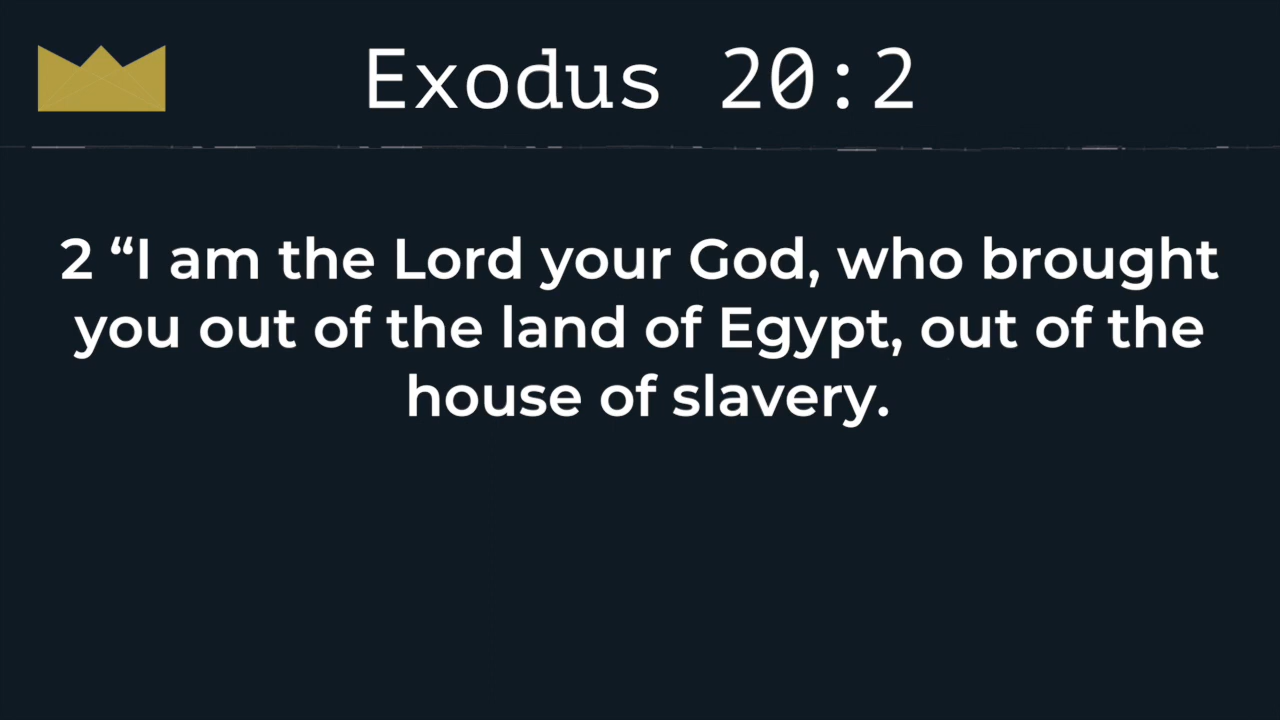 Exodus 20:2
2 “I am the Lord your God, who brought
you out of the land of Egypt, out of the
house of slavery.